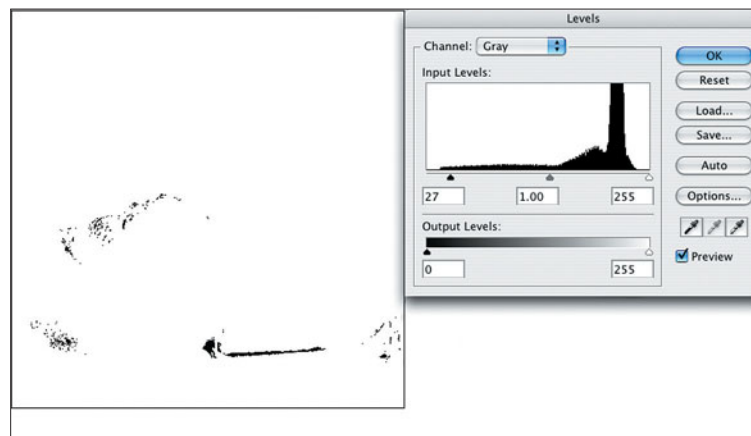 Levels
Channel: Gray
Input Levels:
27 1.00 255
Output Levels:
0 255
OK
Reset
Load...
Save...
Auto
Options...
Preview